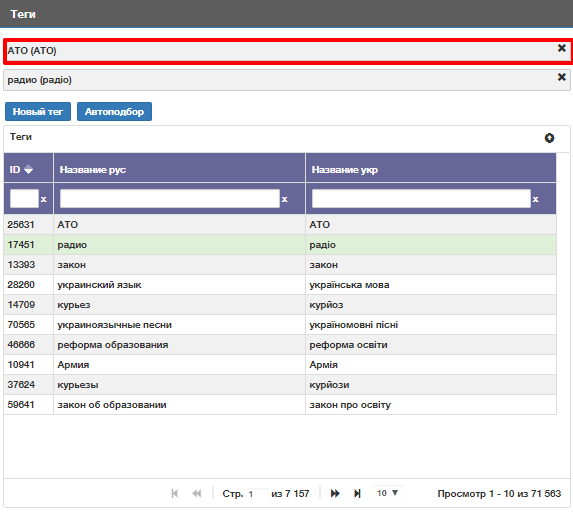 Теги
АТО (АТО) ×
радио (радіо) ×
Новый тег Автоподбор
Теги
ID Название рус Название укр
x x x
25631 АТО АТО
17451 радио радіо
13393 закон закон
28260 украинский язык українська мова
14709 курьез курйоз
70565 украиноязычные песни україномовні пісні
46666 реформа образования реформа освіти
10941 Армия Армія
37624 курьезы курйози
59641 закон об образовании закон про освіту
Стр. 1 из 7 157 10 Просмотр 1 - 10 из 71 563